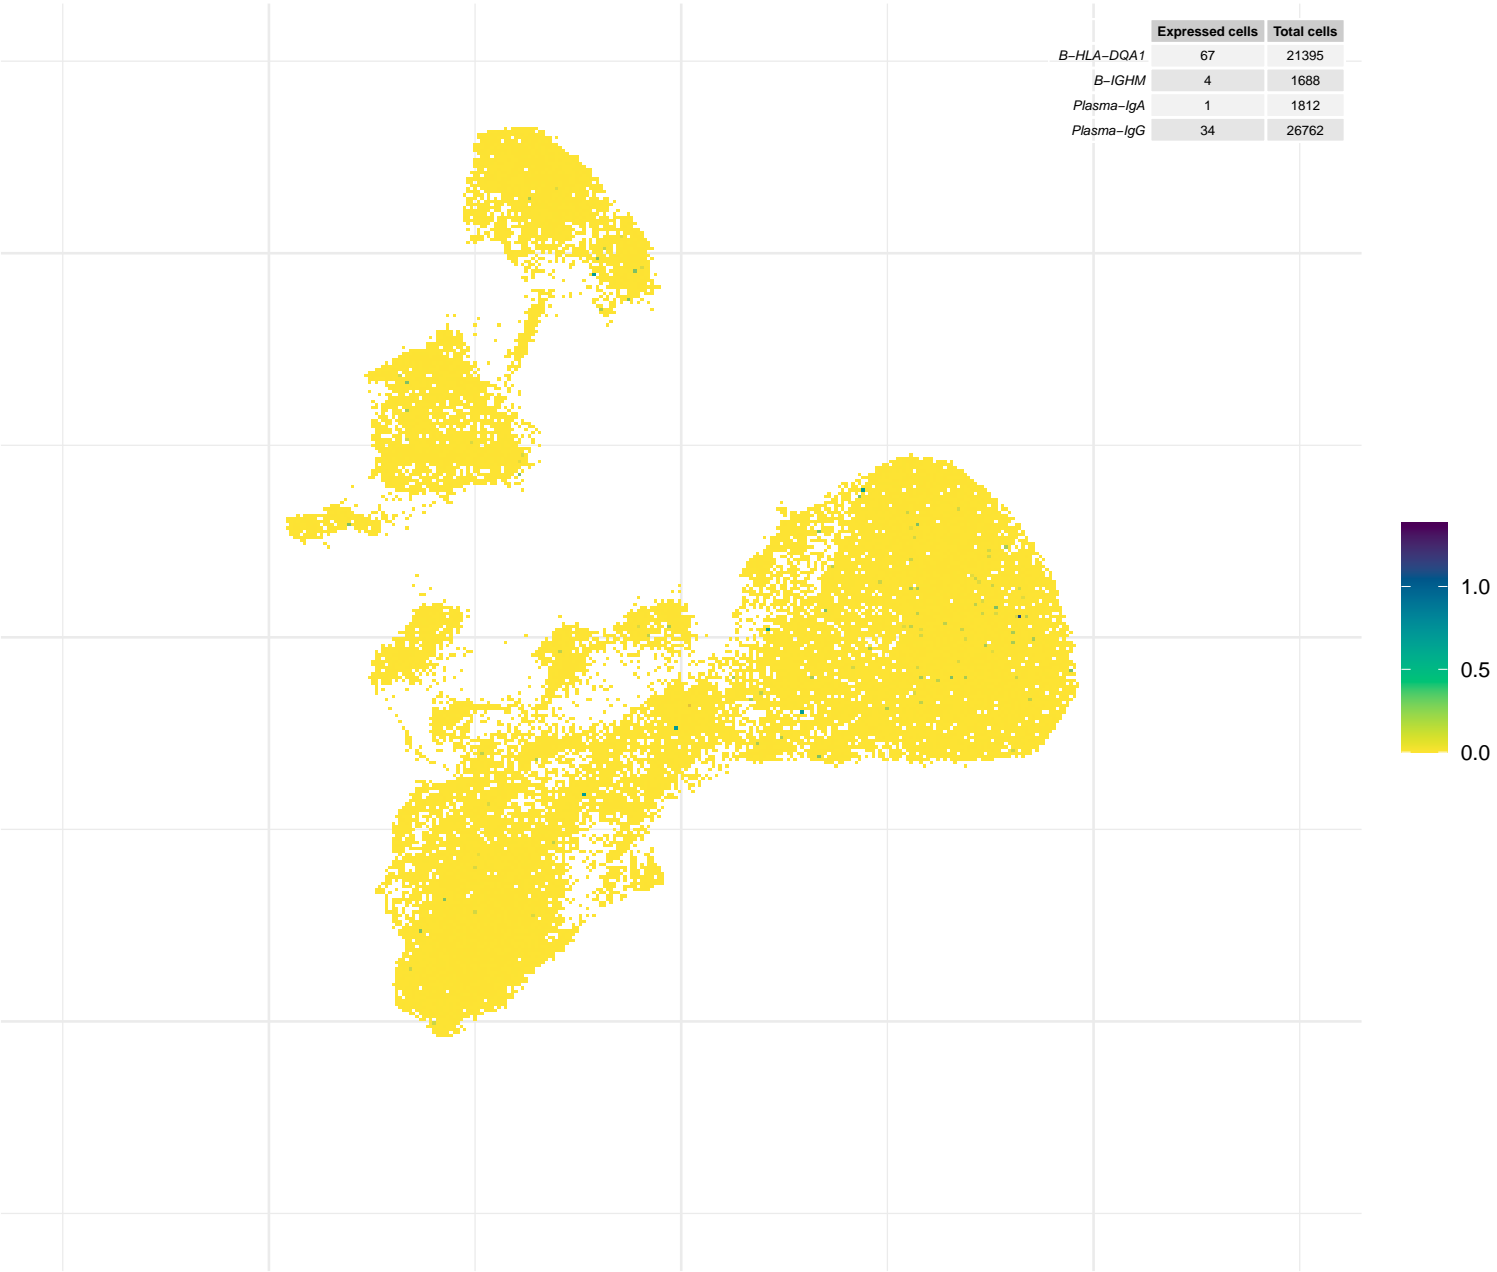 Expressed cells Total cells
B−HLA−DQA1 67 21395
B−IGHM 4 1688
Plasma−IgA 1 1812
Plasma−IgG 34 26762
1.0
0.5
0.0